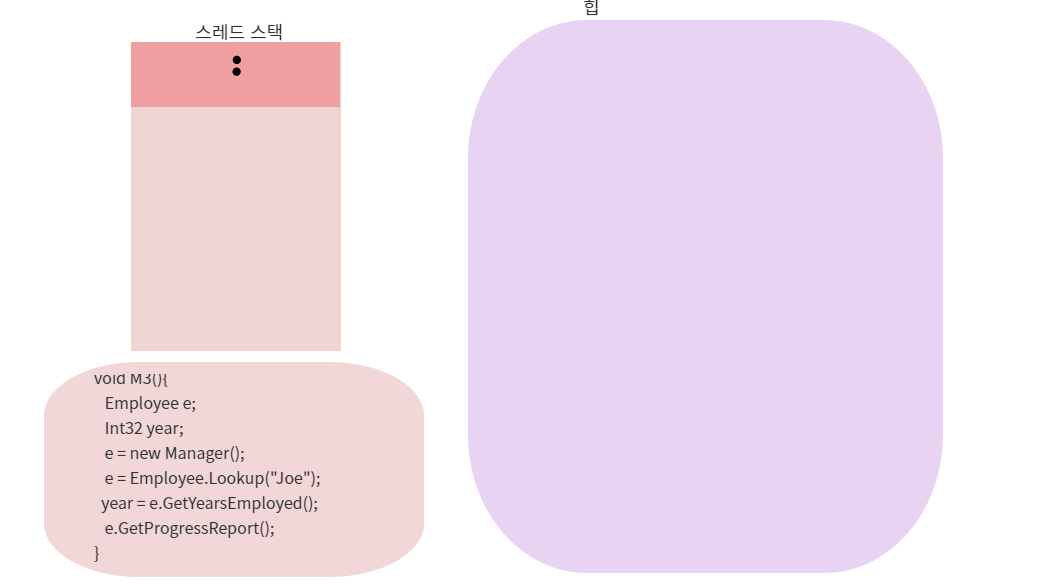 힙
스레드 스택
void M3(){
Employee e;
Int32 year;
e = new Manager();
e = Employee.Lookup("Joe");
year = e.GetYearsEmployed();
e.GetProgressReport();
}